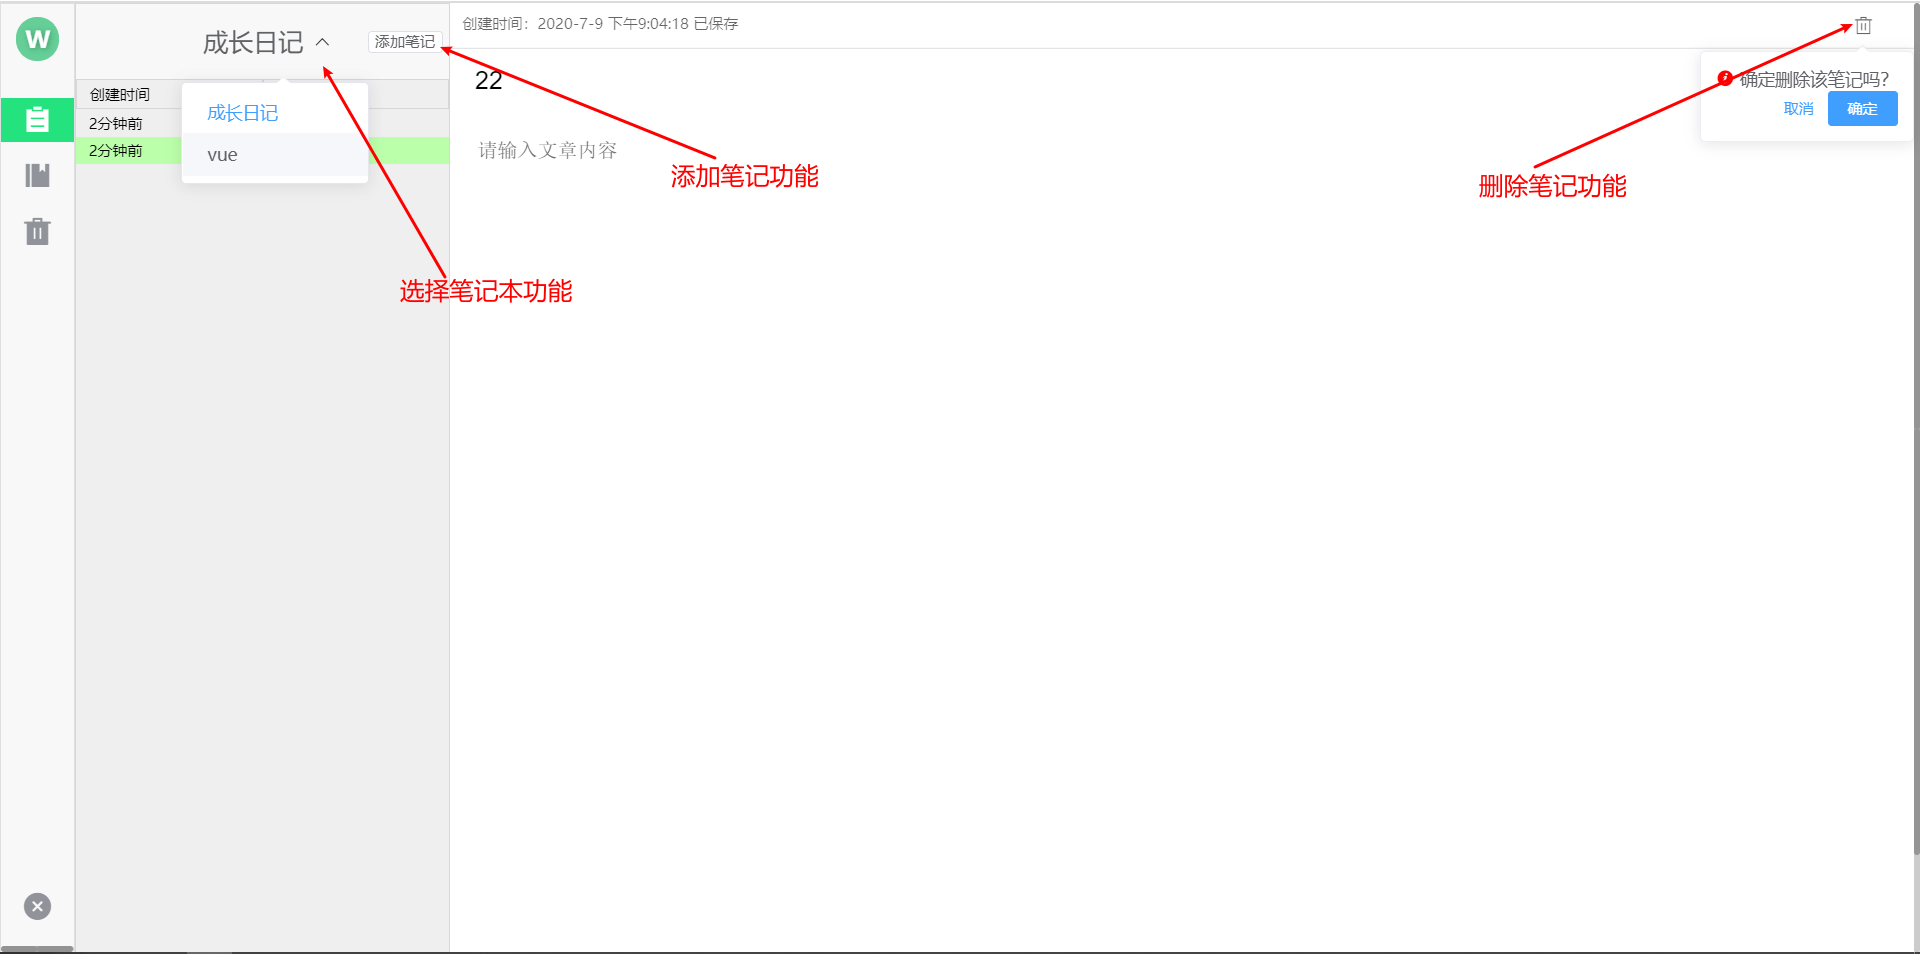 W
成长日记
添加笔记
创建时间
2分钟前
2分钟前
成长日记
vue
创建时间：2020-7-9 下午9:04:18 已保存
22
请输入文章内容
确定删除该笔记吗?
取消
确定
添加笔记功能
删除笔记功能
选择笔记本功能